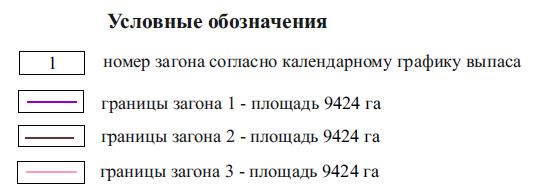 Условные обозначения
1 номер загона согласно календарному графику выпаса
границы загона 1 - площадь 9424 га
границы загона 2 - площадь 9424 га
границы загона 3 - площадь 9424 га